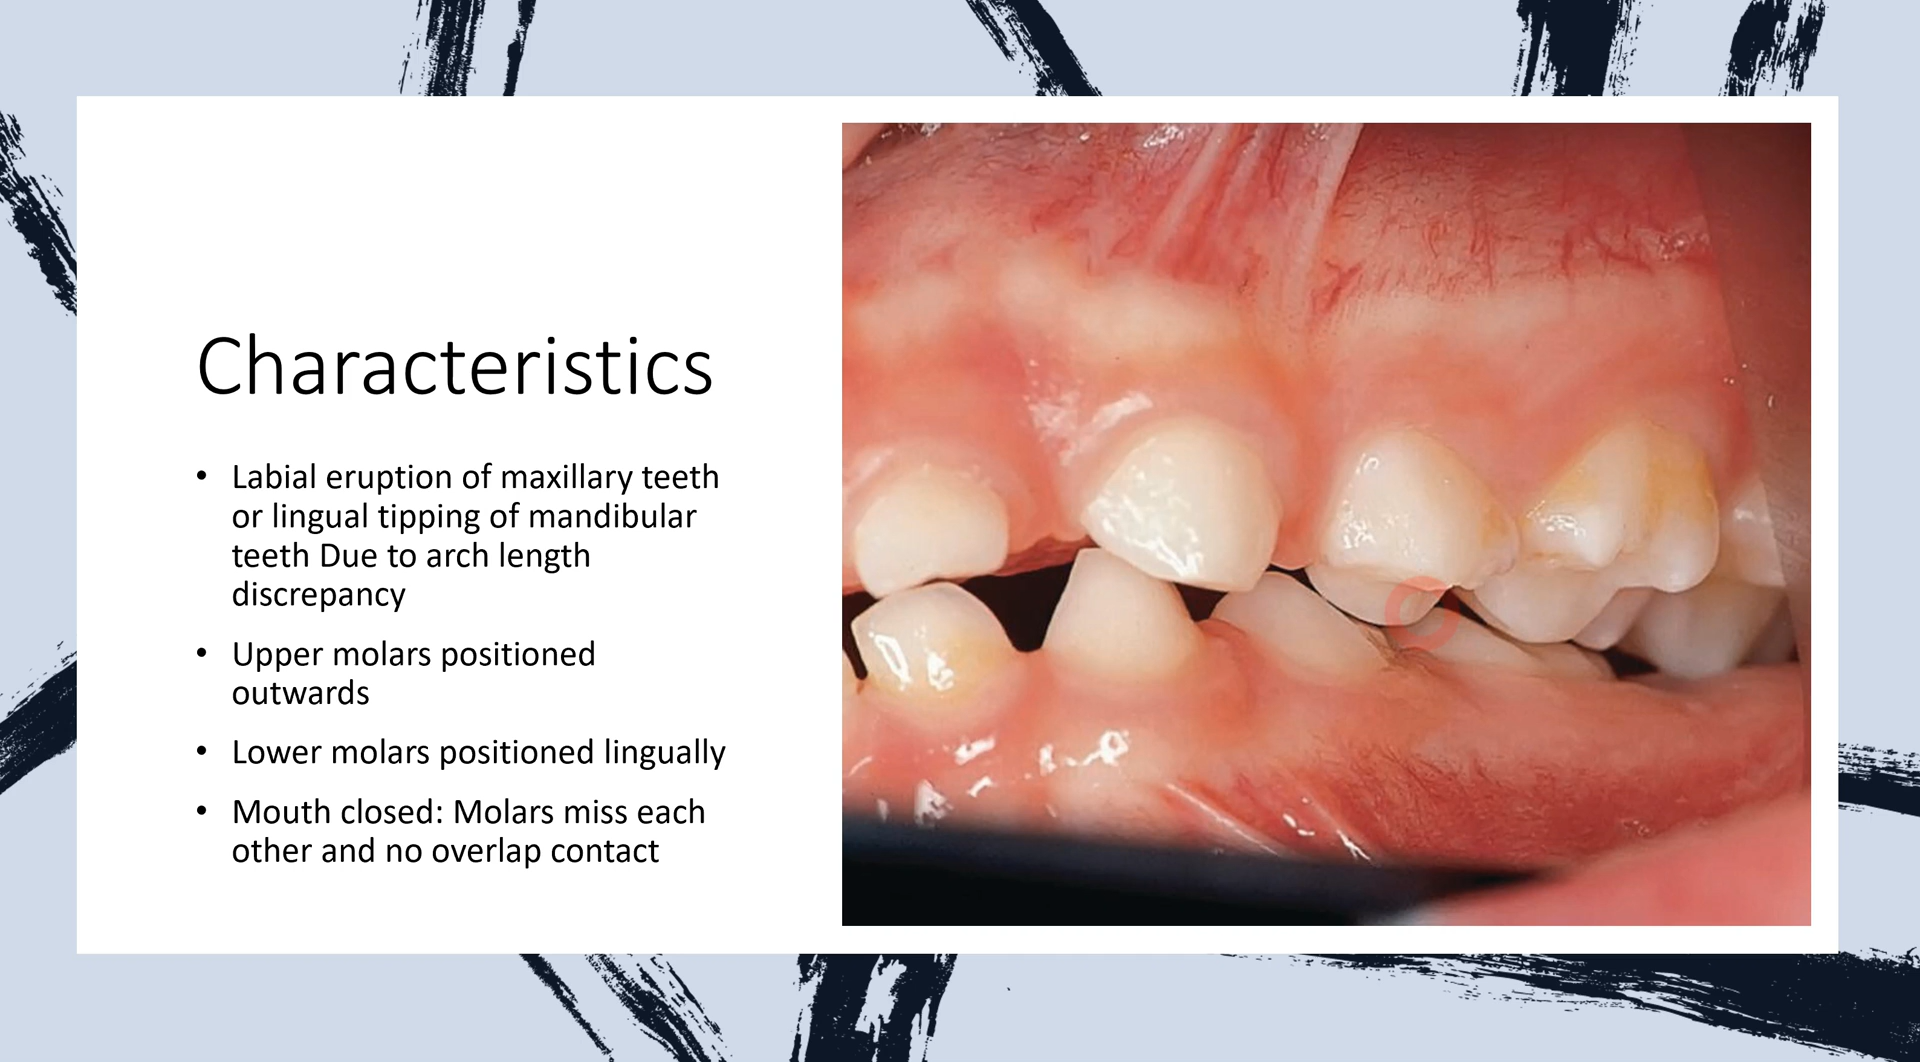 Characteristics
• Labial eruption of maxillary teeth
or lingual tipping of mandibular
teeth Due to arch length
discrepancy
• Upper molars positioned
outwards
• Lower molars positioned lingually
• Mouth closed: Molars miss each
other and no overlap contact